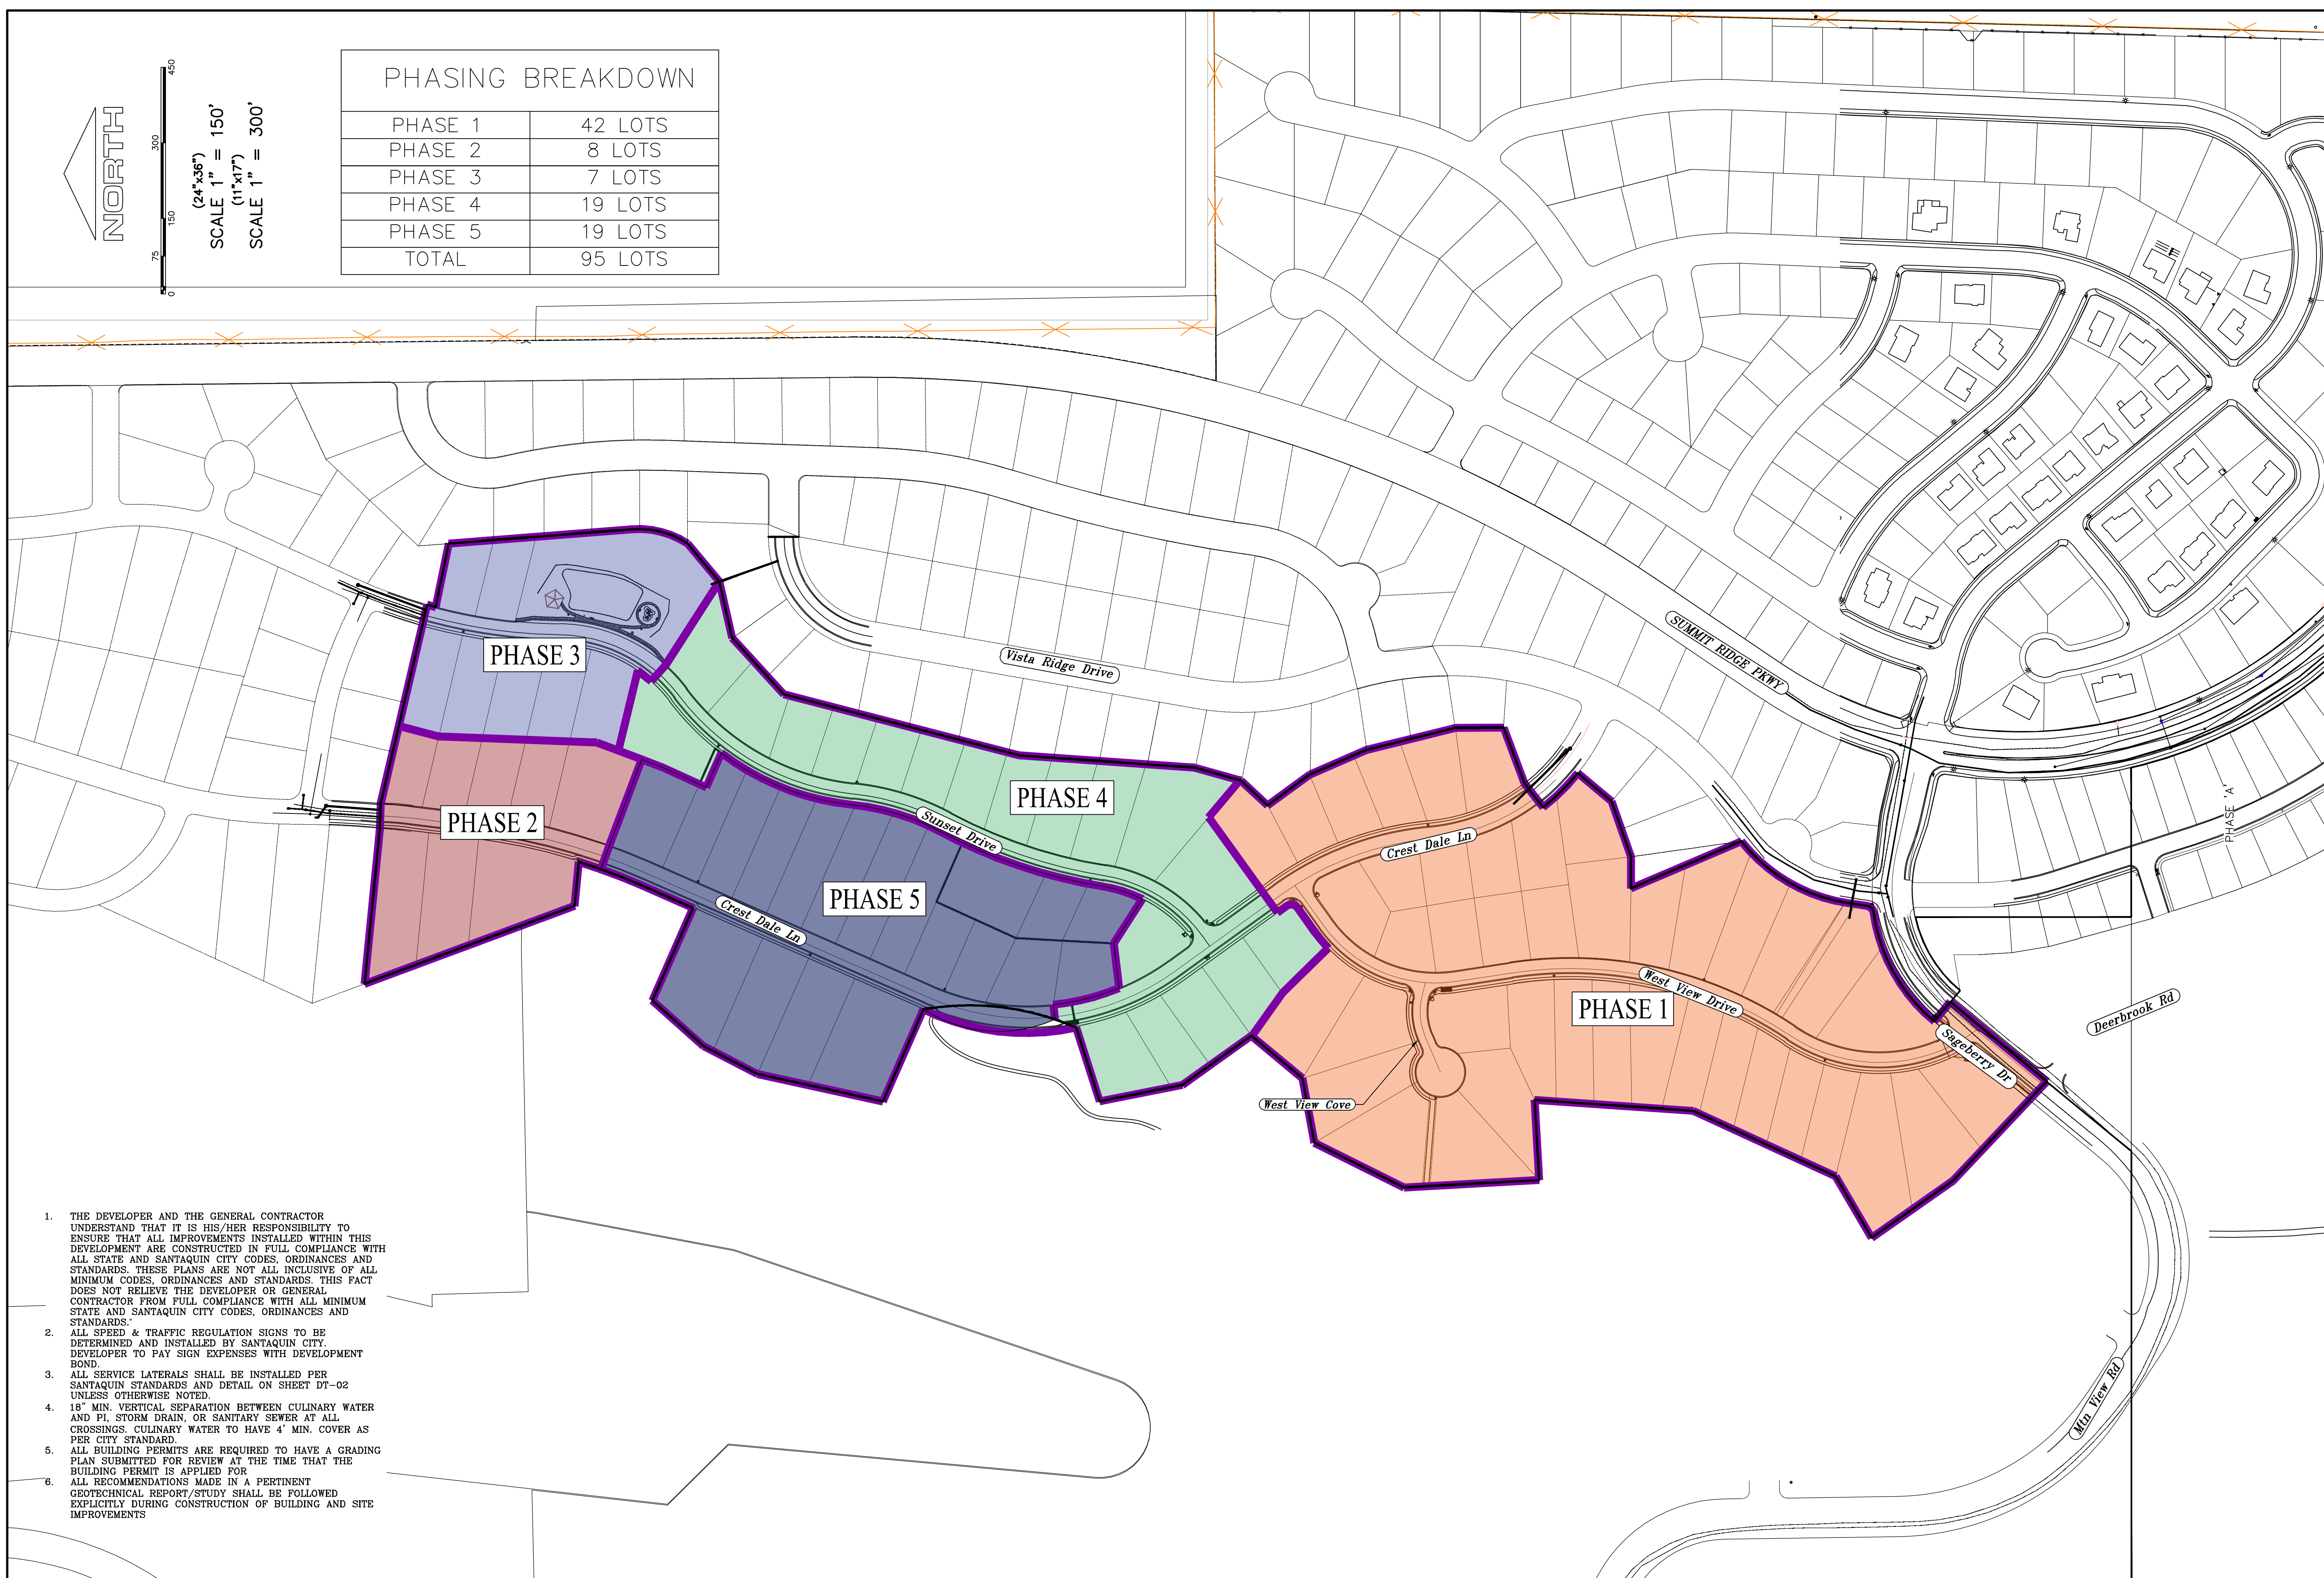 NORTH
0 75 150 300 450
(24"x36")
SCALE 1" = 150'
(11"x17")
SCALE 1" = 300'
PHASING BREAKDOWN
PHASE 1 42 LOTS
PHASE 2 8 LOTS
PHASE 3 7 LOTS
PHASE 4 19 LOTS
PHASE 5 19 LOTS
TOTAL 95 LOTS
SUMMIT RIDGE PKWY
Vista Ridge Drive
PHASE 3
PHASE 4
PHASE 2
Sunset Drive
Crest Dale Ln
PHASE 'A'
PHASE 5
Crest Dale Ln
West View Drive
PHASE 1
Deerbrook Rd
Sageberry Dr
West View Cove
Mtn View Rd
1. THE DEVELOPER AND THE GENERAL CONTRACTOR
UNDERSTAND THAT IT IS HIS/HER RESPONSIBILITY TO
ENSURE THAT ALL IMPROVEMENTS INSTALLED WITHIN THIS
DEVELOPMENT ARE CONSTRUCTED IN FULL COMPLIANCE WITH
ALL STATE AND SANTAQUIN CITY CODES, ORDINANCES AND
STANDARDS. THESE PLANS ARE NOT ALL INCLUSIVE OF ALL
MINIMUM CODES, ORDINANCES AND STANDARDS. THIS FACT
DOES NOT RELIEVE THE DEVELOPER OR GENERAL
CONTRACTOR FROM FULL COMPLIANCE WITH ALL MINIMUM
STATE AND SANTAQUIN CITY CODES, ORDINANCES AND
STANDARDS."
2. ALL SPEED & TRAFFIC REGULATION SIGNS TO BE
DETERMINED AND INSTALLED BY SANTAQUIN CITY.
DEVELOPER TO PAY SIGN EXPENSES WITH DEVELOPMENT
BOND.
3. ALL SERVICE LATERALS SHALL BE INSTALLED PER
SANTAQUIN STANDARDS AND DETAIL ON SHEET DT-02
UNLESS OTHERWISE NOTED.
4. 18" MIN. VERTICAL SEPARATION BETWEEN CULINARY WATER
AND PI, STORM DRAIN, OR SANITARY SEWER AT ALL
CROSSINGS. CULINARY WATER TO HAVE 4' MIN. COVER AS
PER CITY STANDARD.
5. ALL BUILDING PERMITS ARE REQUIRED TO HAVE A GRADING
PLAN SUBMITTED FOR REVIEW AT THE TIME THAT THE
BUILDING PERMIT IS APPLIED FOR
6. ALL RECOMMENDATIONS MADE IN A PERTINENT
GEOTECHNICAL REPORT/STUDY SHALL BE FOLLOWED
EXPLICITLY DURING CONSTRUCTION OF BUILDING AND SITE
IMPROVEMENTS